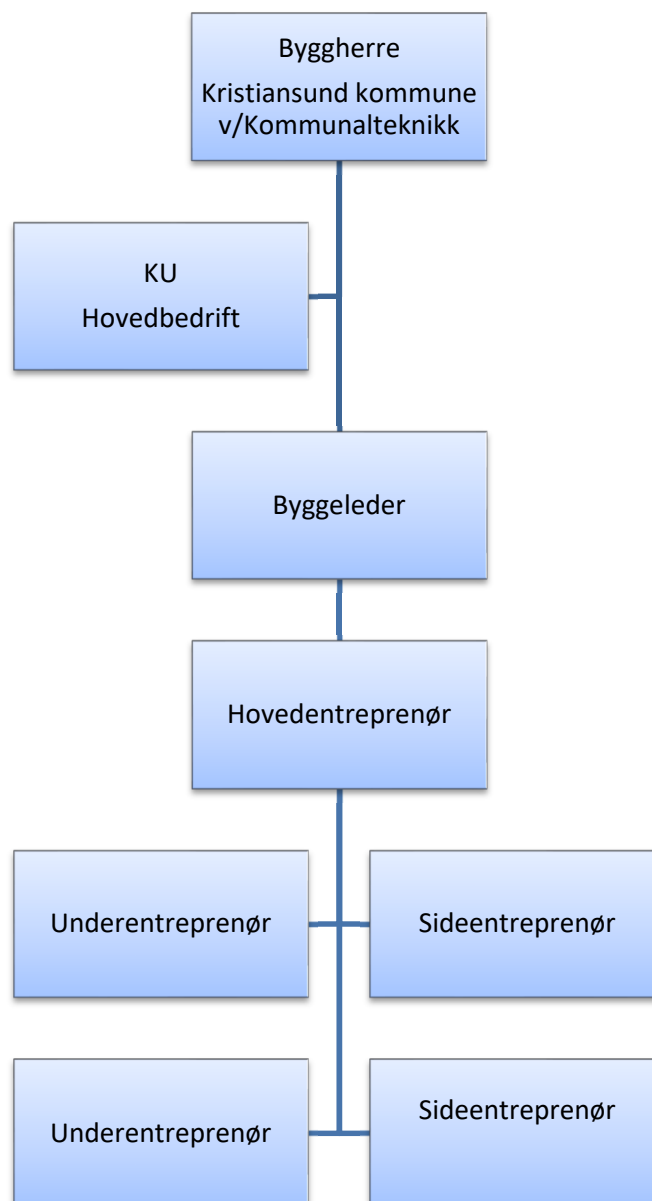 Byggherre
Kristiansund kommune
v/Kommunalteknikk
KU
Hovedbedrift
Byggeleder
Hovedentreprenør
Underentreprenør
Sideentreprenør
Underentreprenør
Sideentreprenør